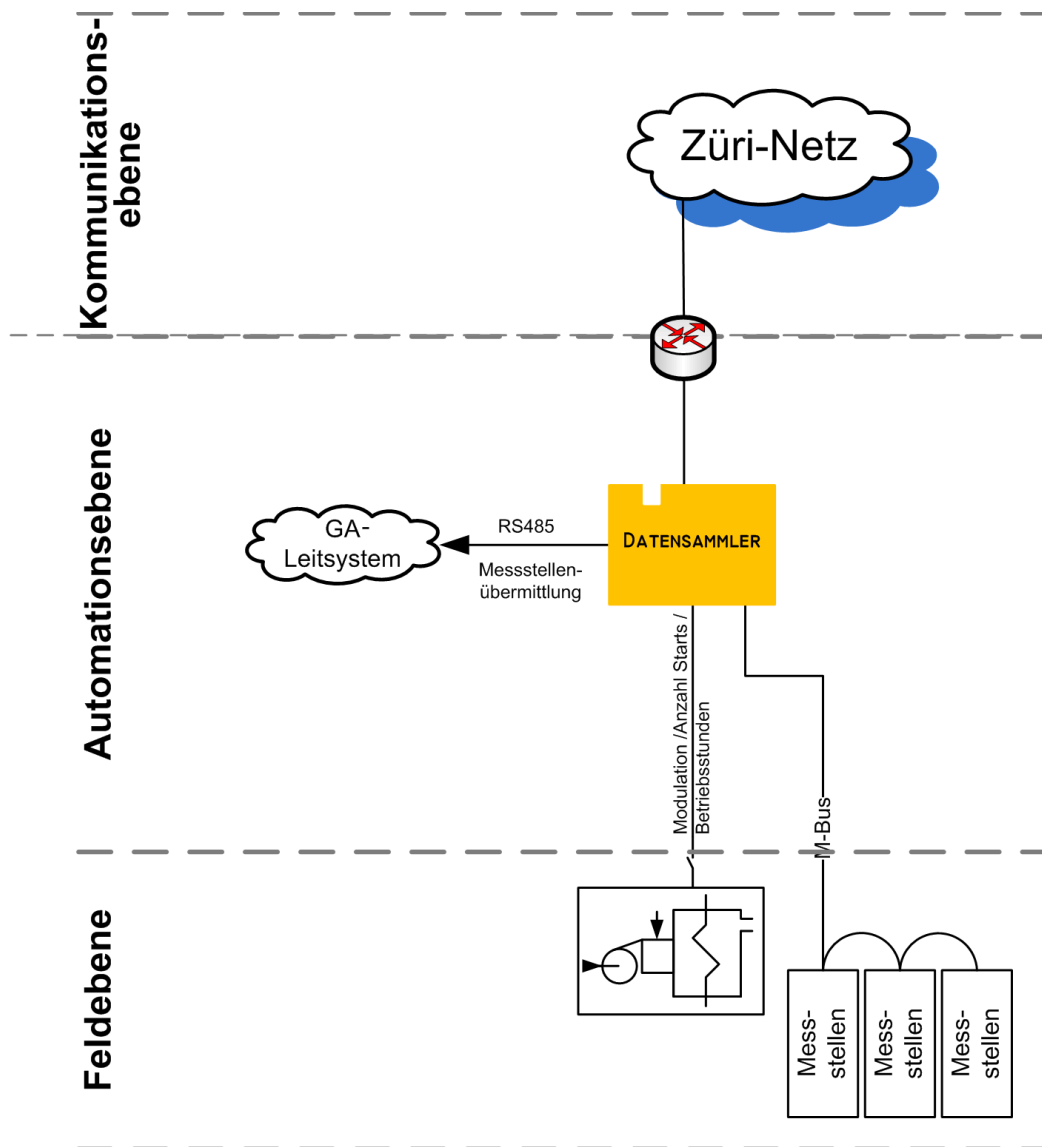 Kommunikations-
ebene
Züri-Netz
Automationsebene
GA-
Leitsystem
RS485
Messstellen-
übermittlung
DATENSAMMLER
Modulation /Anzahl Starts /
Betriebsstunden
M-Bus
Feldebene
Mess-
stellen
Mess-
stellen
Mess-
stellen